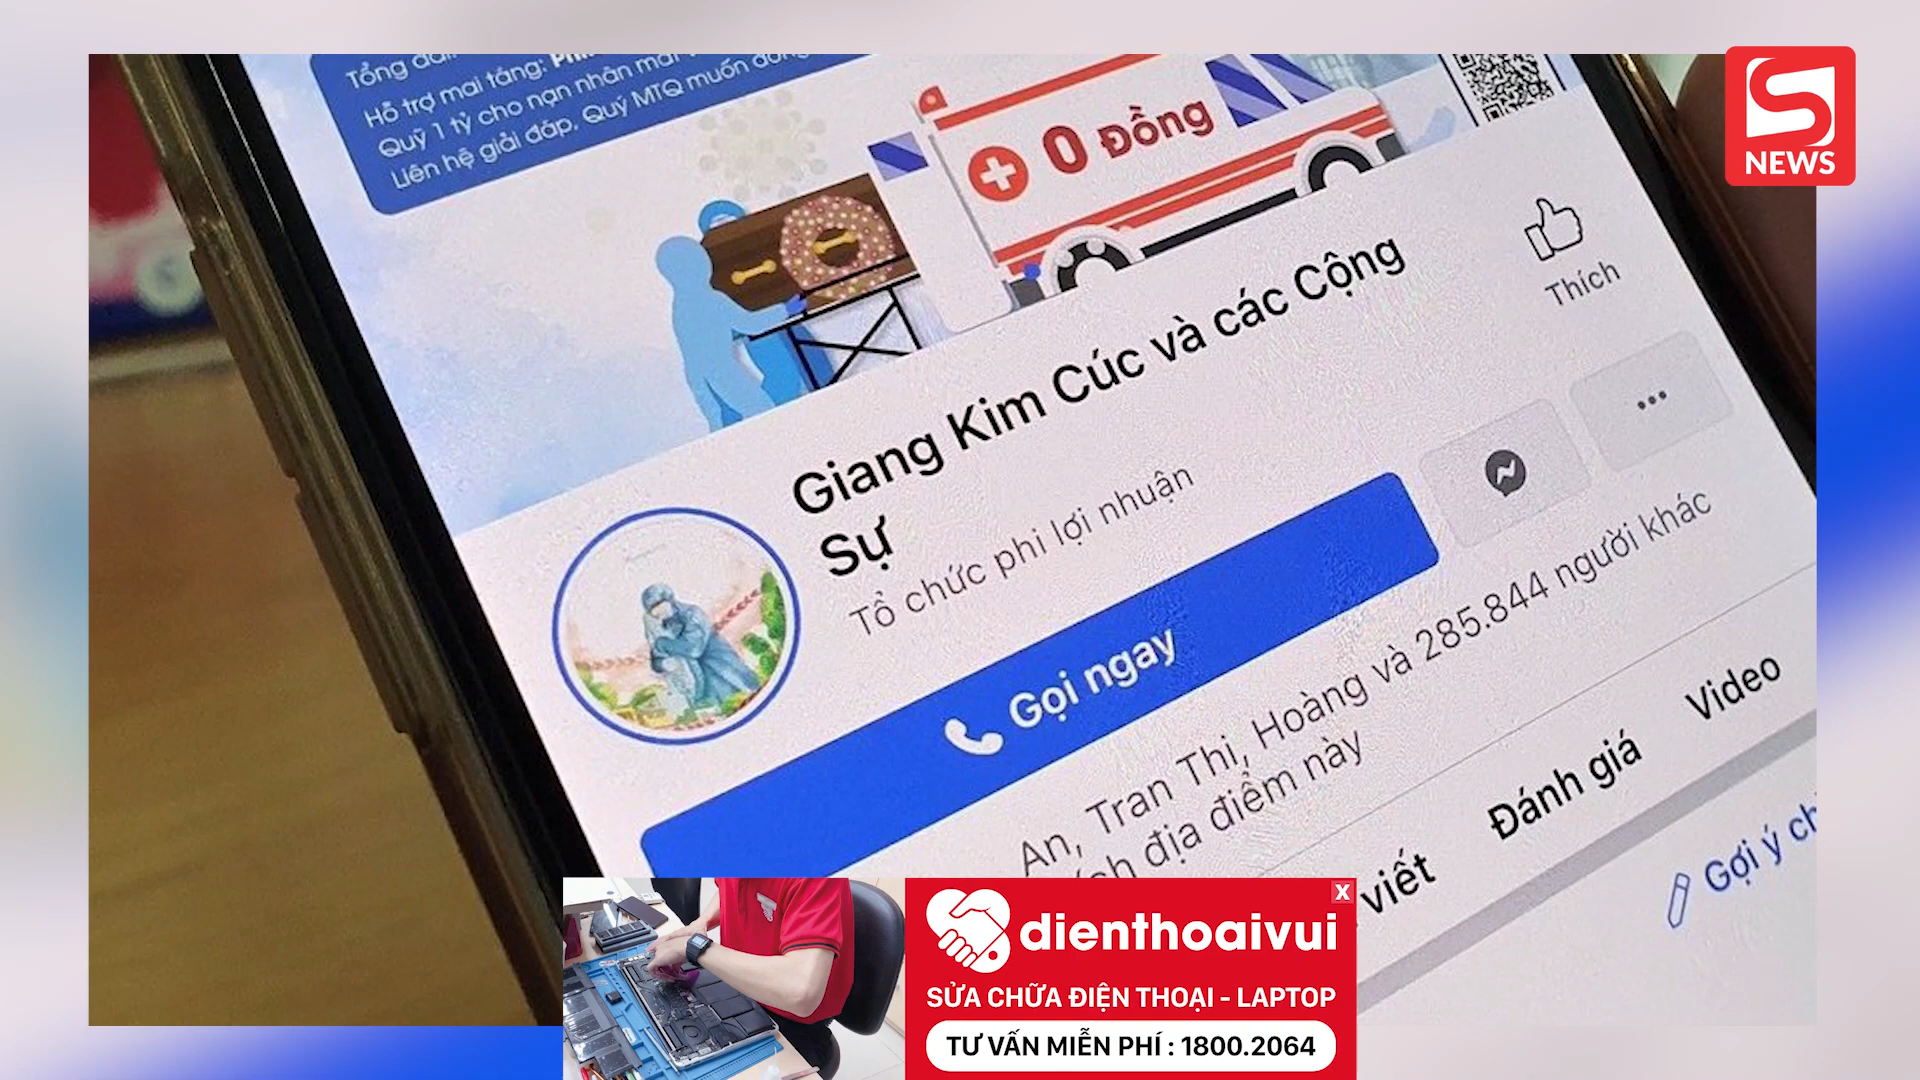 S
NEWS
Tổng đài
Hỗ trợ mai táng:
Quỹ 1 tỷ cho nạn nhân
Liên hệ giải đáp, Quý MTQ muốn đóng
0 Đồng
Thích
Giang Kim Cúc và các Cộng
Sự
Tổ chức phi lợi nhuận
Gọi ngay
An, Tran Thi, Hoàng và 285.844 người khác
địa điểm này
viết
Đánh giá
Video
Gợi ý
X
dienthoaivui
SỬA CHỮA ĐIỆN THOẠI - LAPTOP
TƯ VẤN MIỄN PHÍ : 1800.2064